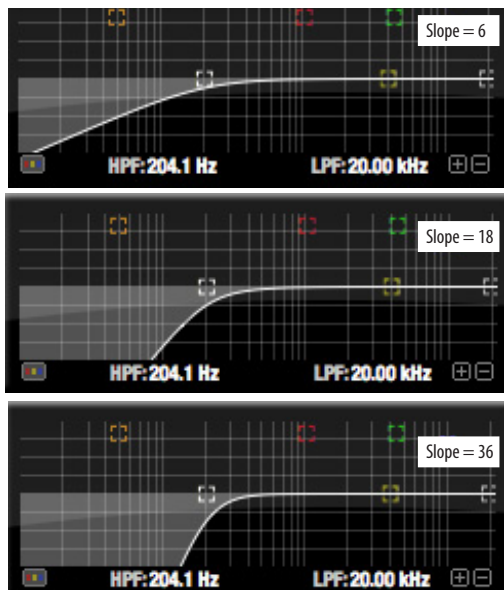 Slope = 6
HPF: 204.1 Hz LPF: 20.00 kHz
Slope = 18
HPF: 204.1 Hz LPF: 20.00 kHz
Slope = 36
HPF: 204.1 Hz LPF: 20.00 kHz